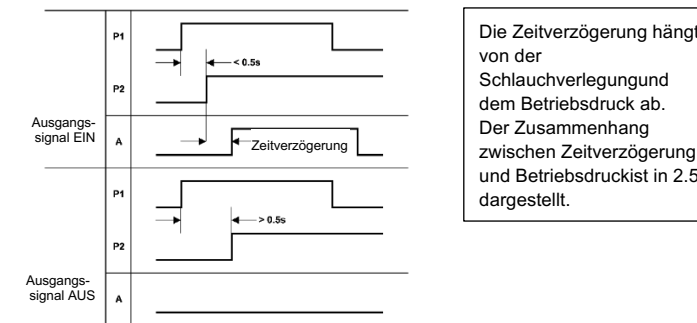 P1
< 0.5s
P2
Ausgangs-
signal EIN
A
Zeitverzögerung
P1
> 0.5s
P2
Ausgangs-
signal AUS
A
Die Zeitverzögerung hängt
von der
Schlauchverlegungund
dem Betriebsdruck ab.
Der Zusammenhang
zwischen Zeitverzögerung
und Betriebsdruckist in 2.5
dargestellt.